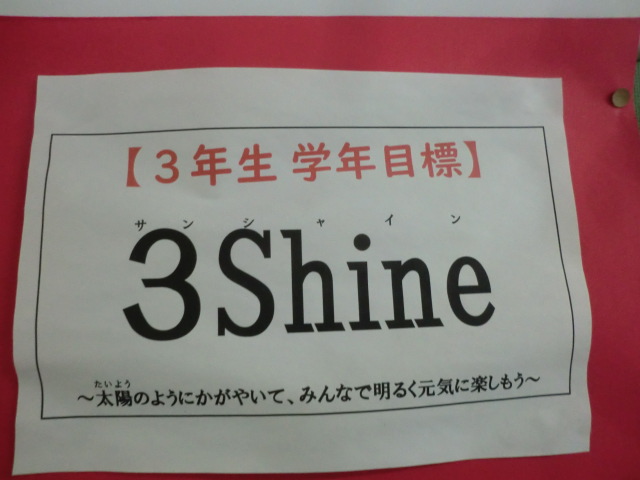 【３年生 学年目標】
サンシャイン
3Shine
たいよう
～太陽のようにかがやいて、みんなで明るく元気に楽しもう～